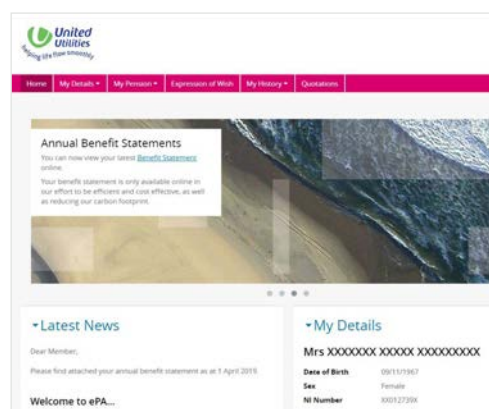 United
Utilities
helping life flow smoothly
Home My Details My Pension Expression of Wish My History Quotations
Annual Benefit Statements
You can now view your latest Benefit Statement
online.
Your benefit statement is only available online in
our effort to be efficient and cost effective, as well
as reducing our carbon footprint.
Latest News
Dear Member,
Please find attached your annual benefit statement as at 1 April 2019.
Welcome to ePA...
My Details
Mrs XXXXXXX XXXXX XXXXXXXXX
Date of Birth 09/11/1967
Sex Female
NI Number XX012739X